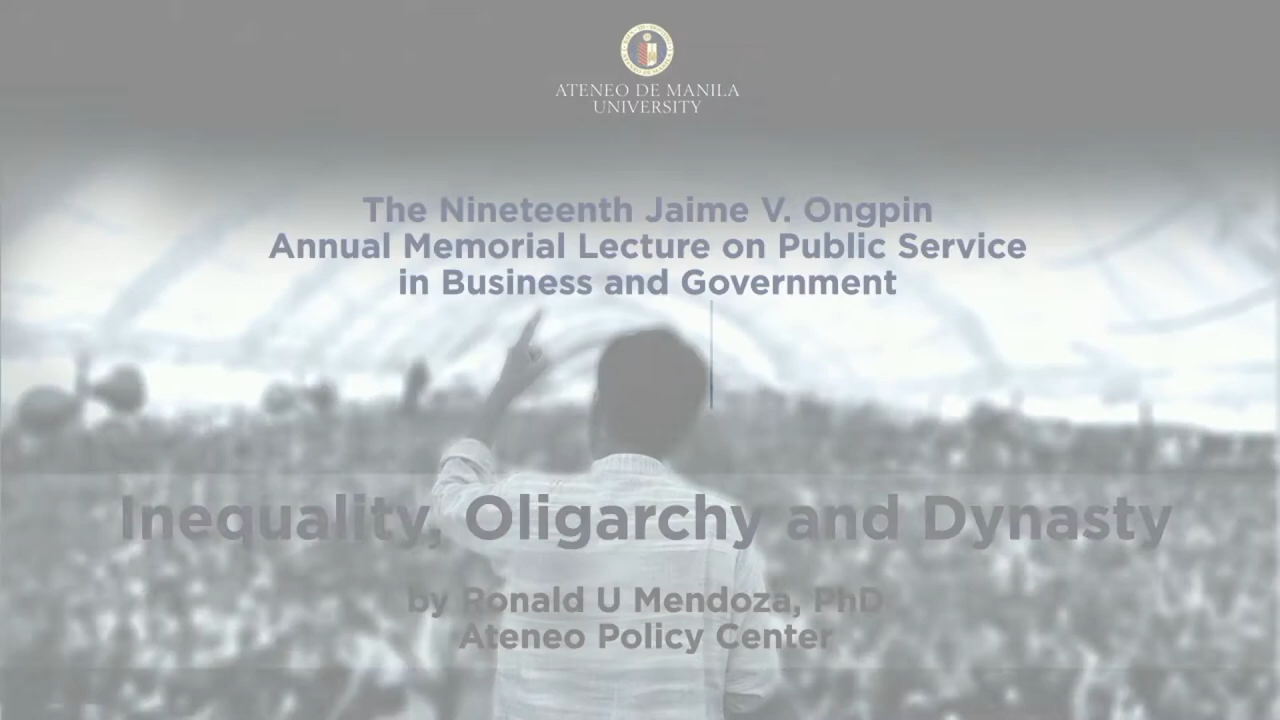 ATENEO DE MANILA
UNIVERSITY
The Nineteenth Jaime V. Ongpin
Annual Memorial Lecture on Public Service
in Business and Government
Inequality, Oligarchy and Dynasty
by Ronald U Mendoza, PhD
Ateneo Policy Center